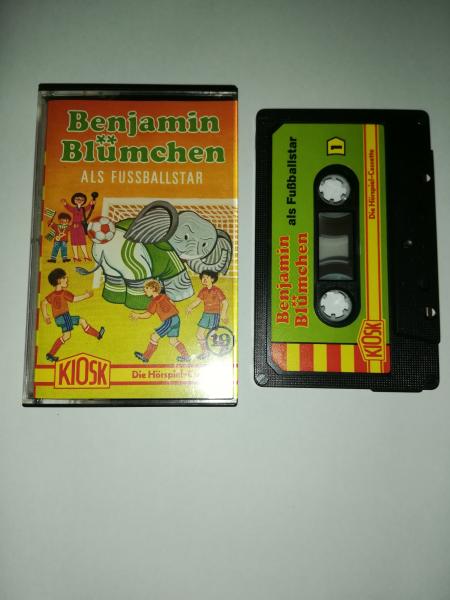 Benjamin
Blümchen
ALS FUSSBALLSTAR
19
KIOSK
Die Hörspiel-
Benjamin
Blümchen
als Fußballstar
1
KIOSK
Die Hörspiel-Cassette